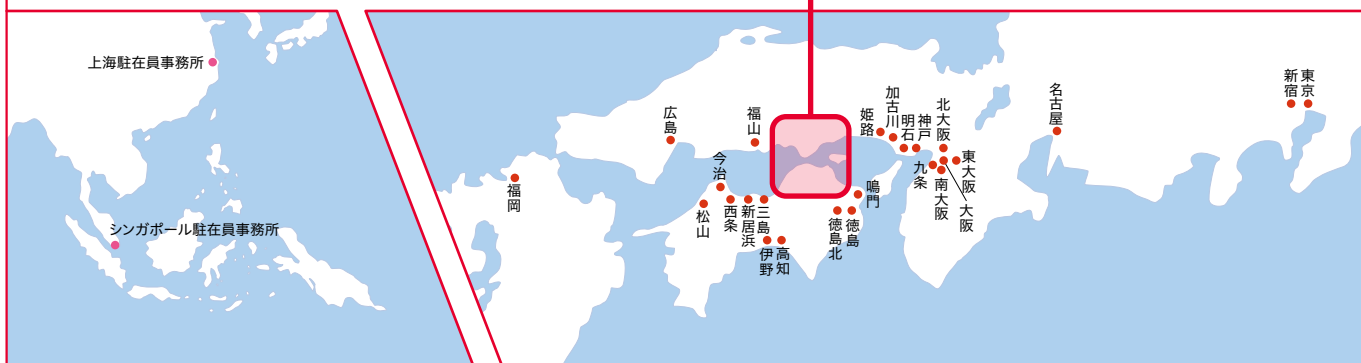 上海駐在員事務所
シンガポール駐在員事務所
福岡
広島
福山
今治
松山
西条
新居浜
三島
伊野
高知
徳島北
徳島
鳴門
姫路
加古川
明石
神戸
北大阪
九条
南大阪
大阪
東大阪
名古屋
新宿
東京